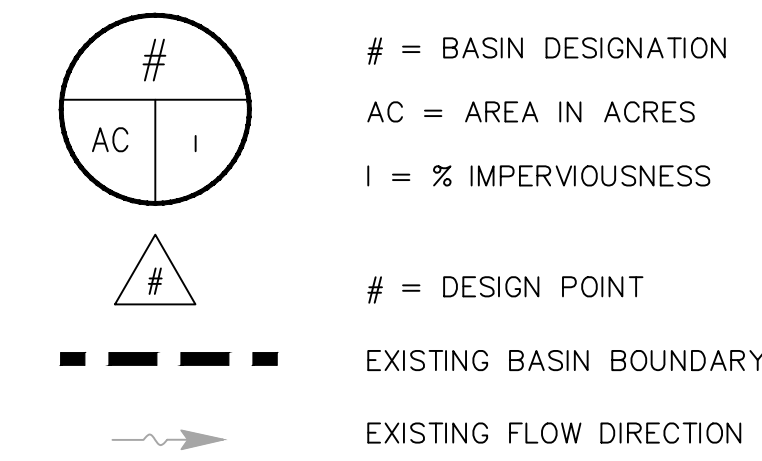 #
# = BASIN DESIGNATION
AC I
AC = AREA IN ACRES
I = % IMPERVIOUSNESS
#
# = DESIGN POINT
EXISTING BASIN BOUNDARY
EXISTING FLOW DIRECTION